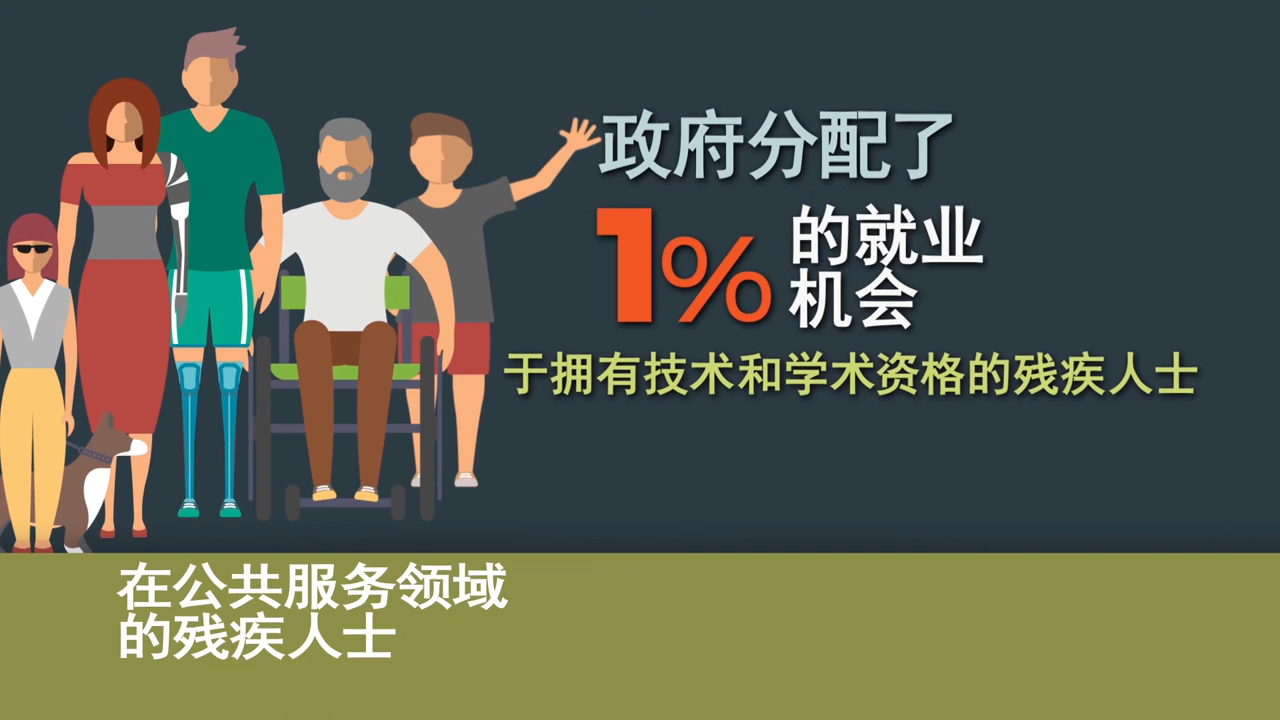 政府分配了
1% 的就业
机会
于拥有技术和学术资格的残疾人士
在公共服务领域
的残疾人士